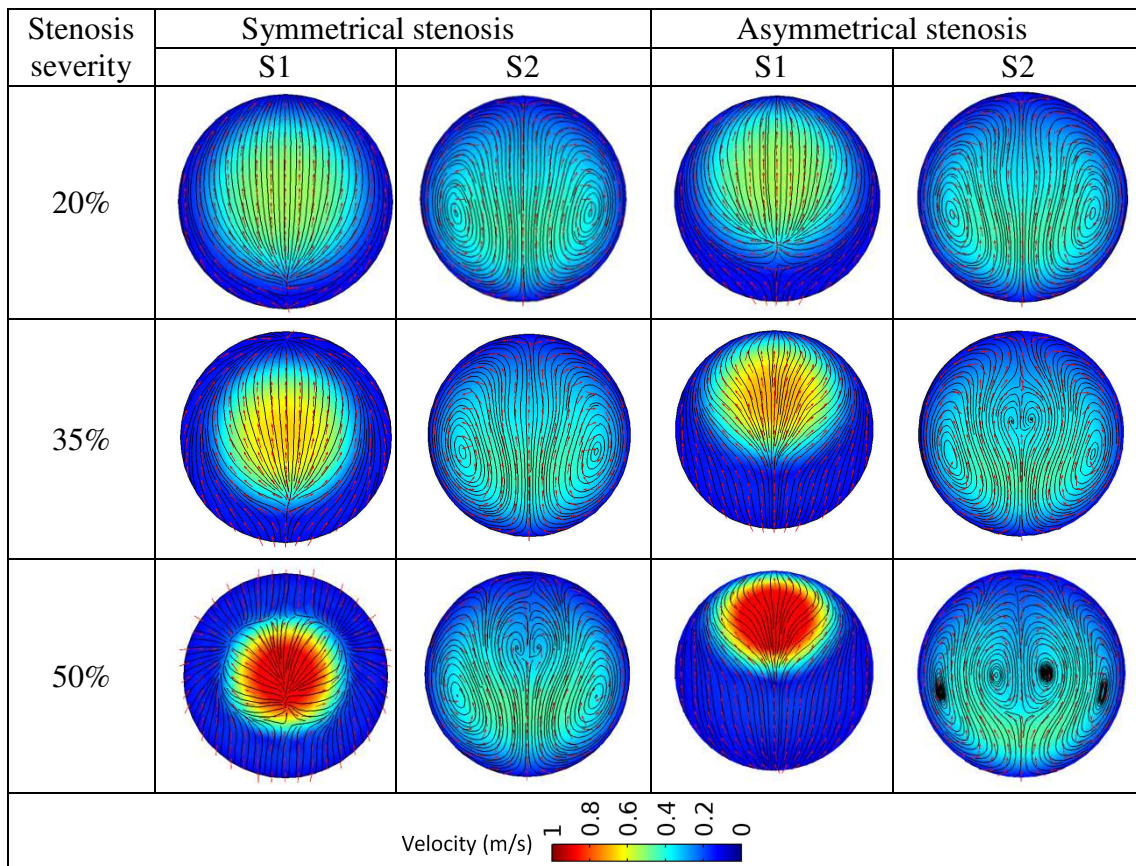 Stenosis severity
Symmetrical stenosis
Asymmetrical stenosis
S1
S2
S1
S2
20%
35%
50%
Velocity (m/s)
1
0.8
0.6
0.4
0.2
0